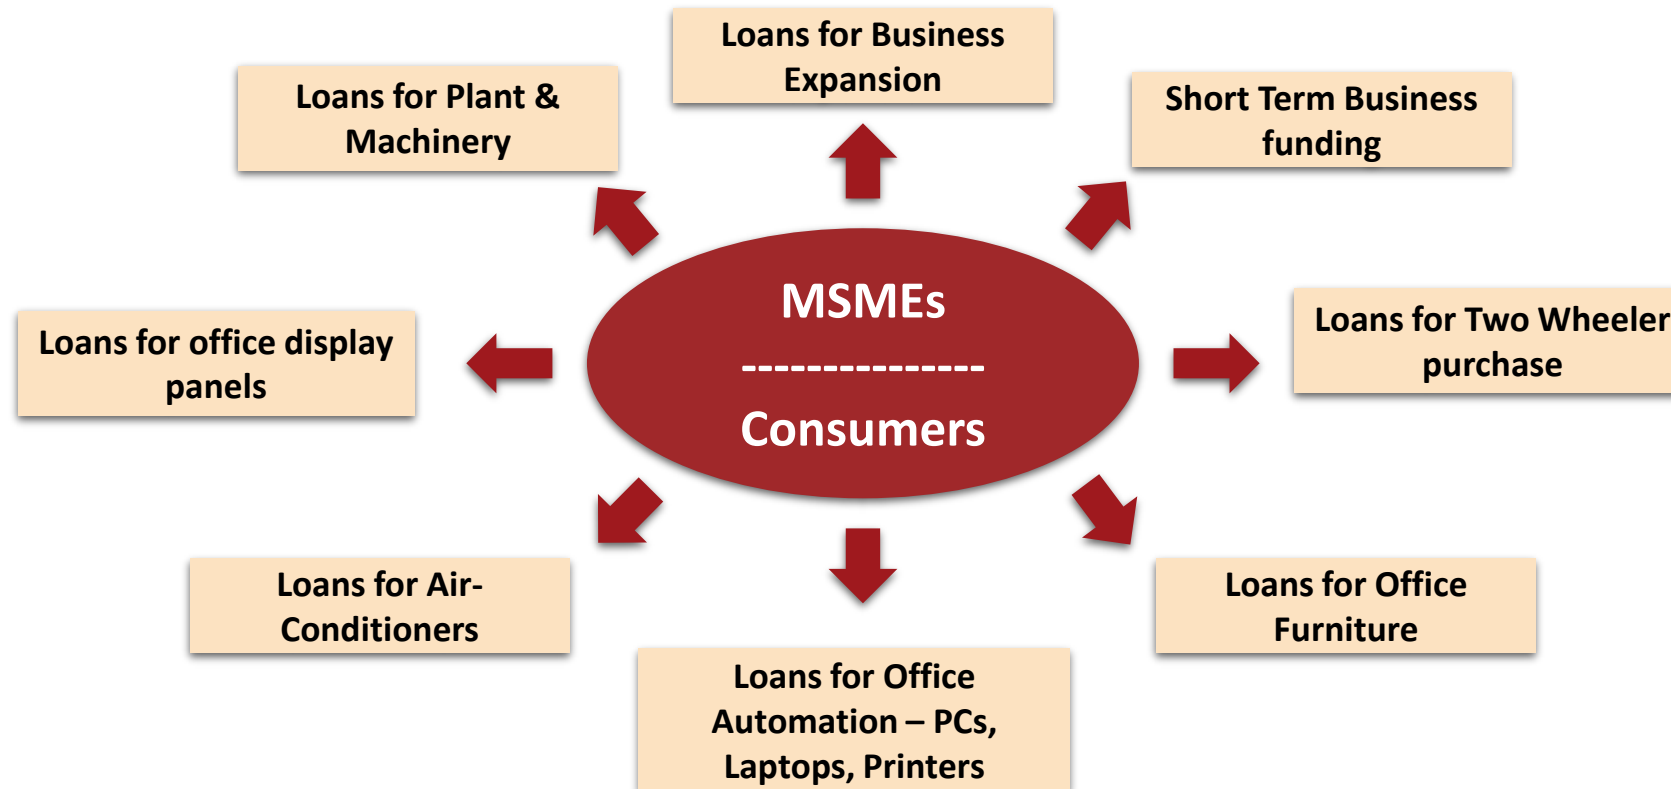 Loans for Business
Expansion
Loans for Plant &
Machinery
Short Term Business
funding
MSMEs
---------------
Consumers
Loans for office display
panels
Loans for Two Wheeler
purchase
Loans for Air-
Conditioners
Loans for Office
Furniture
Loans for Office
Automation – PCs,
Laptops, Printers